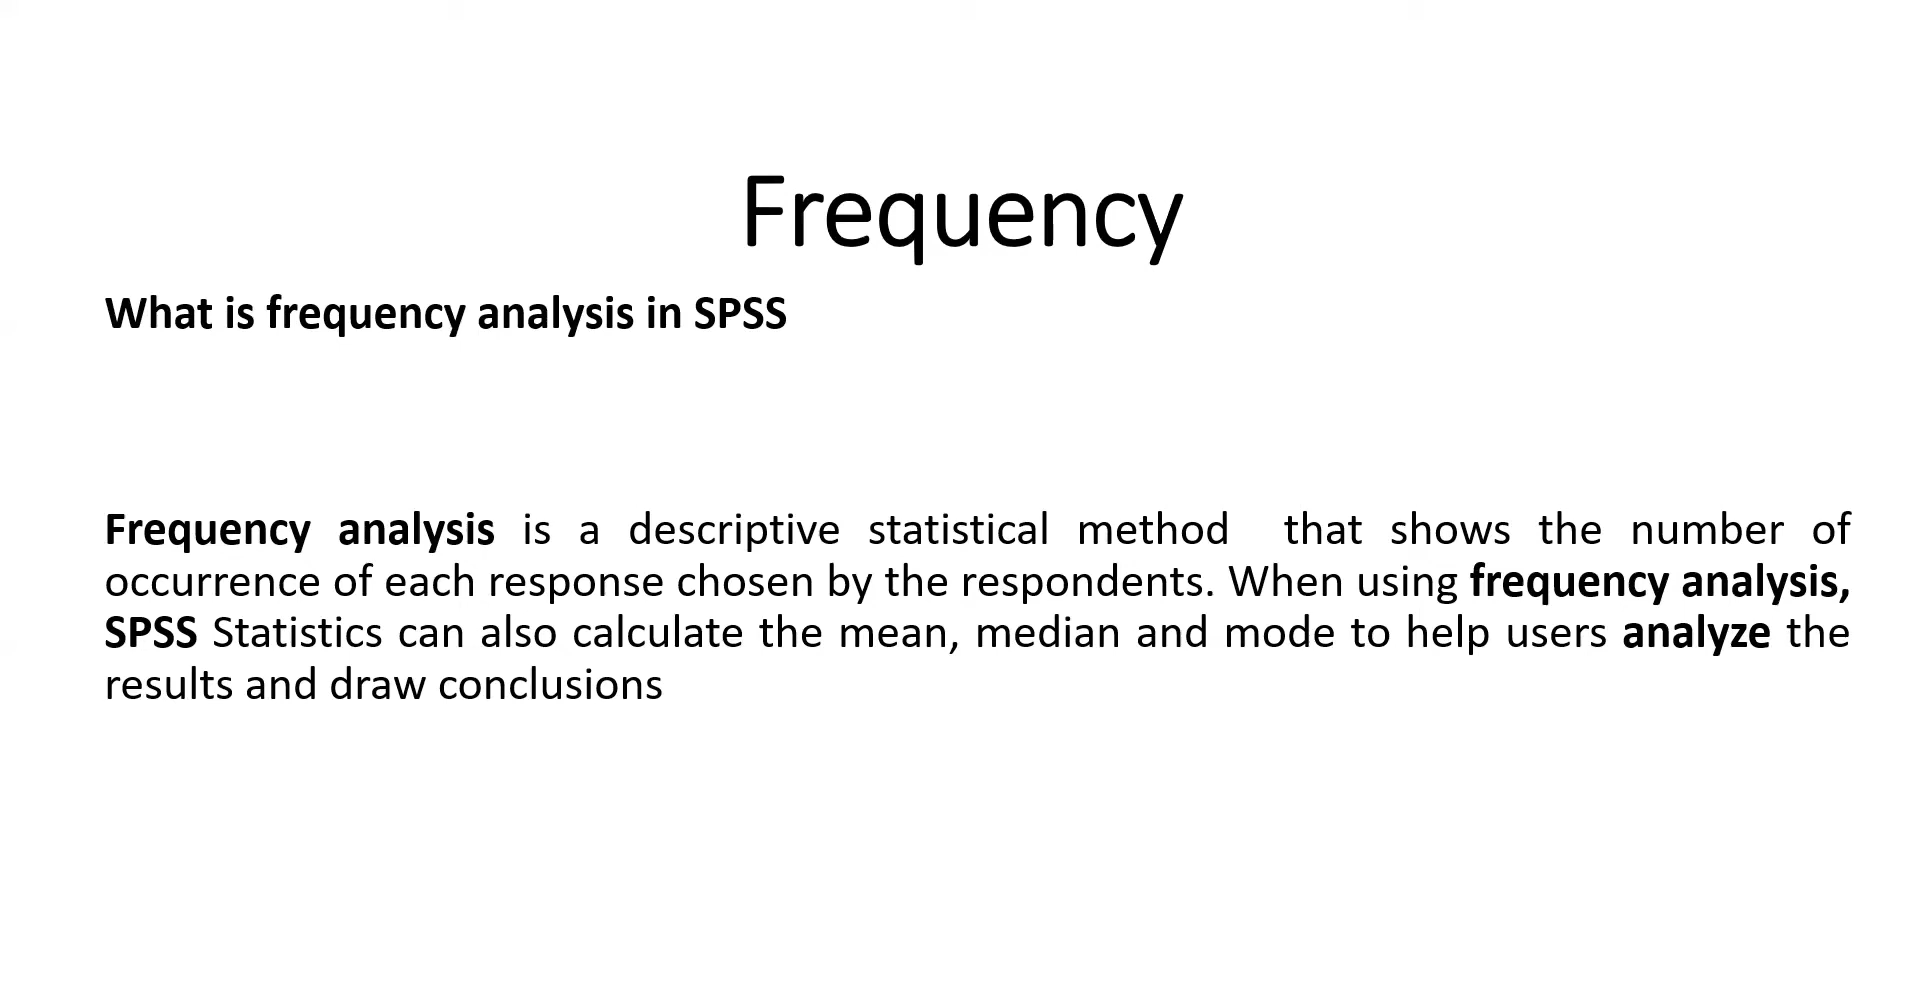 Frequency
What is frequency analysis in SPSS
Frequency analysis is a descriptive statistical method  that shows the number of
occurrence of each response chosen by the respondents. When using frequency analysis,
SPSS Statistics can also calculate the mean, median and mode to help users analyze the
results and draw conclusions